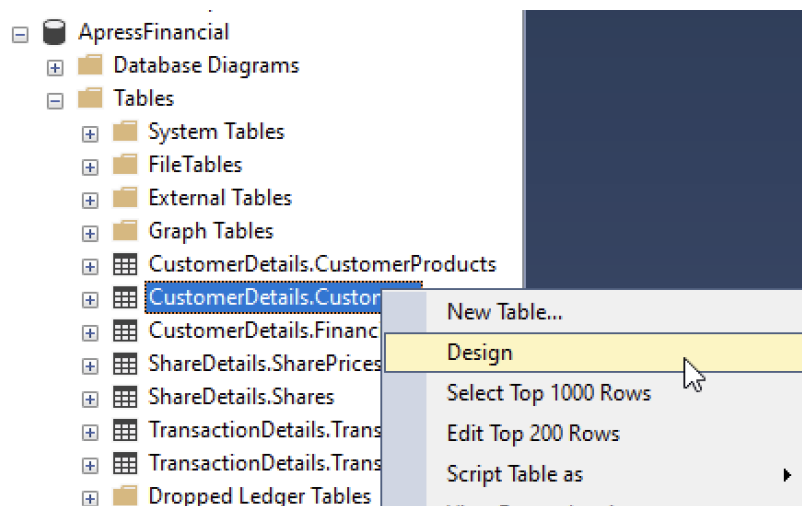 ApressFinancial
Database Diagrams
Tables
System Tables
FileTables
External Tables
Graph Tables
CustomerDetails.CustomerProducts
CustomerDetails.Custor
CustomerDetails.Financ
ShareDetails.SharePrices
ShareDetails.Shares
TransactionDetails.Trans
TransactionDetails.Trans
Dropped Ledger Tables
New Table...
Design
Select Top 1000 Rows
Edit Top 200 Rows
Script Table as